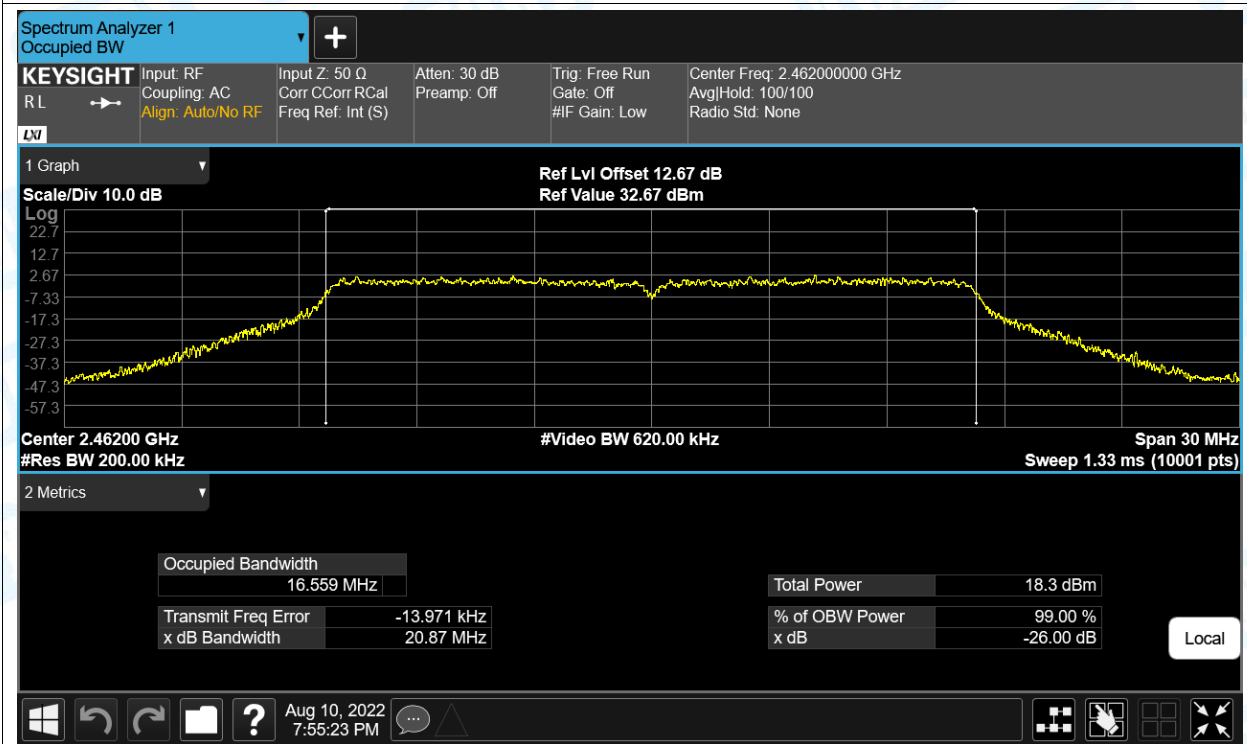 Spectrum Analyzer 1
Occupied BW
KEYSIGHT
R L
LXI
Input: RF
Coupling: AC
Align: Auto/No RF
Input Z: 50 Ω
Corr CCorr RCal
Freq Ref: Int (S)
Atten: 30 dB
Preamp: Off
Trig: Free Run
Gate: Off
#IF Gain: Low
Center Freq: 2.462000000 GHz
Avg|Hold: 100/100
Radio Std: None
1 Graph
Scale/Div 10.0 dB
Ref Lvl Offset 12.67 dB
Ref Value 32.67 dBm
Log
22.7
12.7
2.67
-7.33
-17.3
-27.3
-37.3
-47.3
-57.3
Center 2.46200 GHz
#Video BW 620.00 kHz
Span 30 MHz
#Res BW 200.00 kHz
Sweep 1.33 ms (10001 pts)
2 Metrics
Occupied Bandwidth
16.559 MHz
Total Power 18.3 dBm
Transmit Freq Error -13.971 kHz
% of OBW Power 99.00 %
x dB Bandwidth 20.87 MHz
x dB -26.00 dB
Local
?
Aug 10, 2022
7:55:23 PM